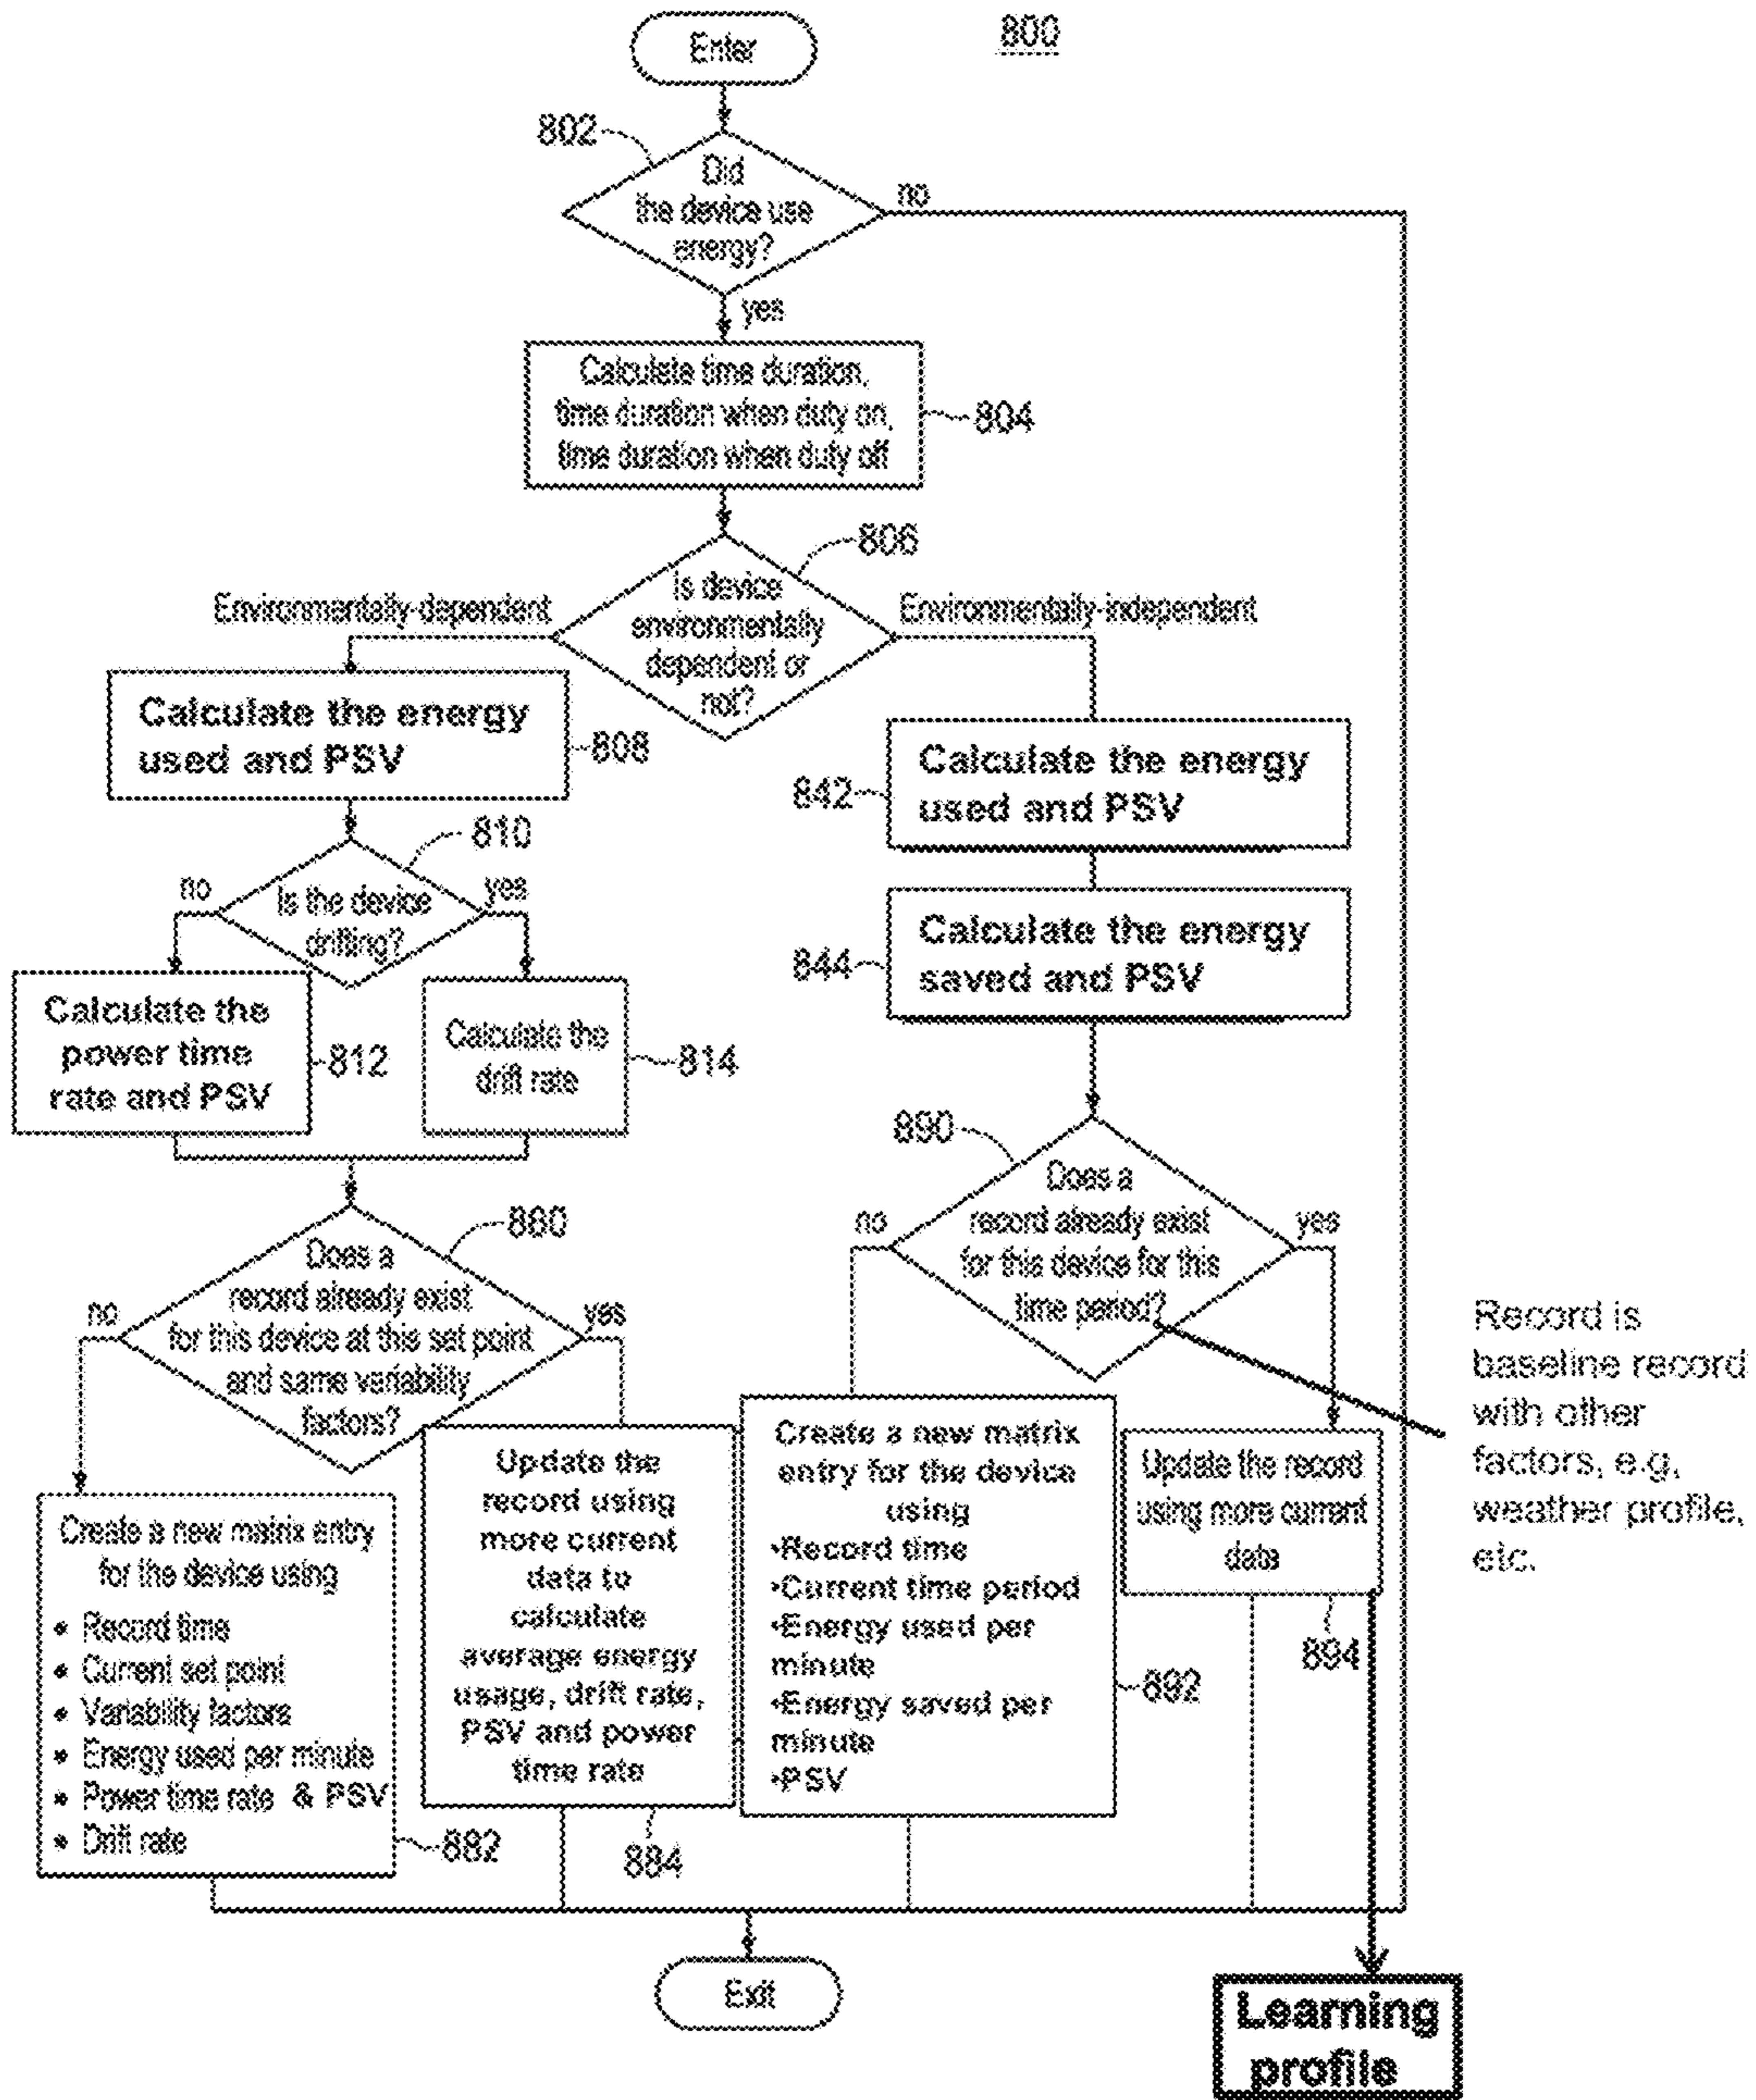 800
Enter
802
Did
the device use
energy?
no
yes
Calculate time duration,
time duration when duty on,
time duration when duty off
804
806
Is device
environmentally
dependent or
not?
Environmentally-dependent
Environmentally-independent
Calculate the energy
used and PSV
808
842
Calculate the energy
used and PSV
810
no
Is the device
drifting?
yes
844
Calculate the energy
saved and PSV
Calculate the
power time
rate and PSV
812
Calculate the
drift rate
814
890
Does a
record already exist
for this device for this
time period?
no
yes
880
Does a
record already exist
for this device at this set point
and same variability
factors?
no
yes
Record is
baseline record
with other
factors, e.g,
weather profile,
etc.
Create a new matrix entry
for the device using
• Record time
• Current set point
• Variability factors
• Energy used per minute
• Power time rate & PSV
• Drift rate
882
Update the
record using
more current
data to
calculate
average energy
usage, drift rate,
PSV and power
time rate
884
Create a new matrix
entry for the device
using
•Record time
•Current time period
•Energy used per
minute
•Energy saved per
minute
•PSV
892
Update the record
using more current
data
894
Exit
Learning
profile